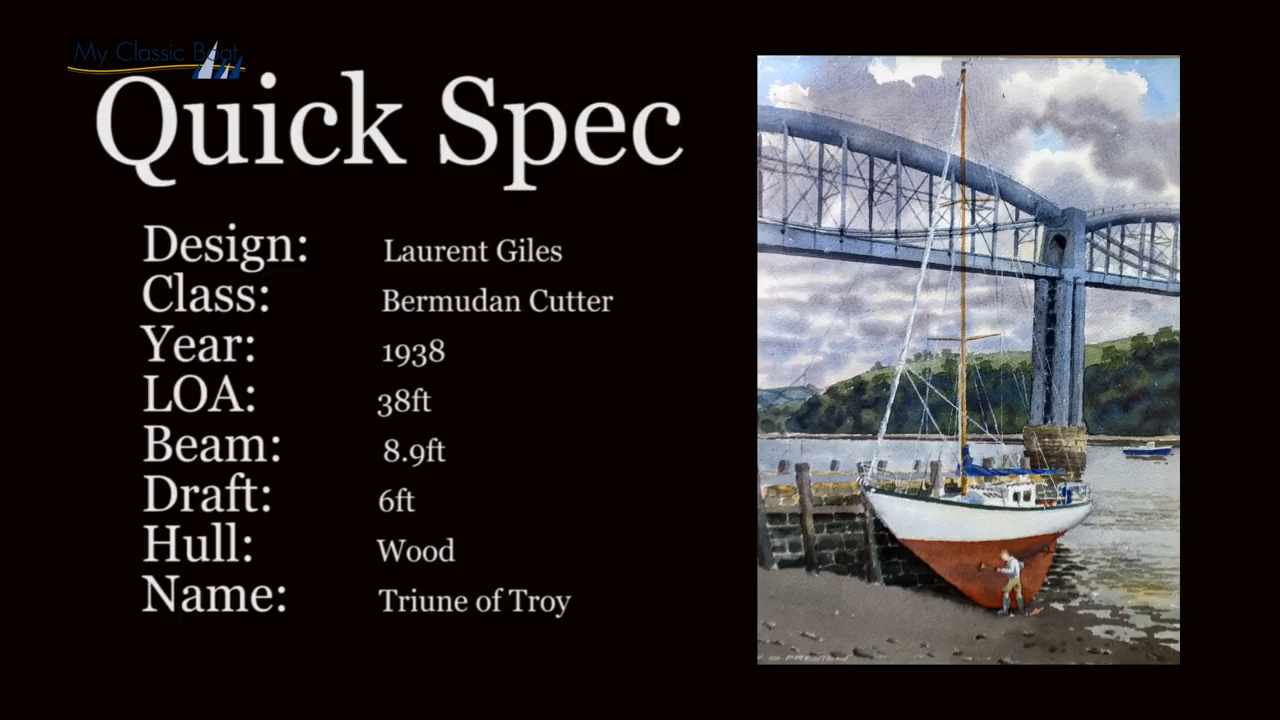 My Classic Boat
Quick Spec
Design: Laurent Giles
Class: Bermudan Cutter
Year: 1938
LOA: 38ft
Beam: 8.9ft
Draft: 6ft
Hull: Wood
Name: Triune of Troy